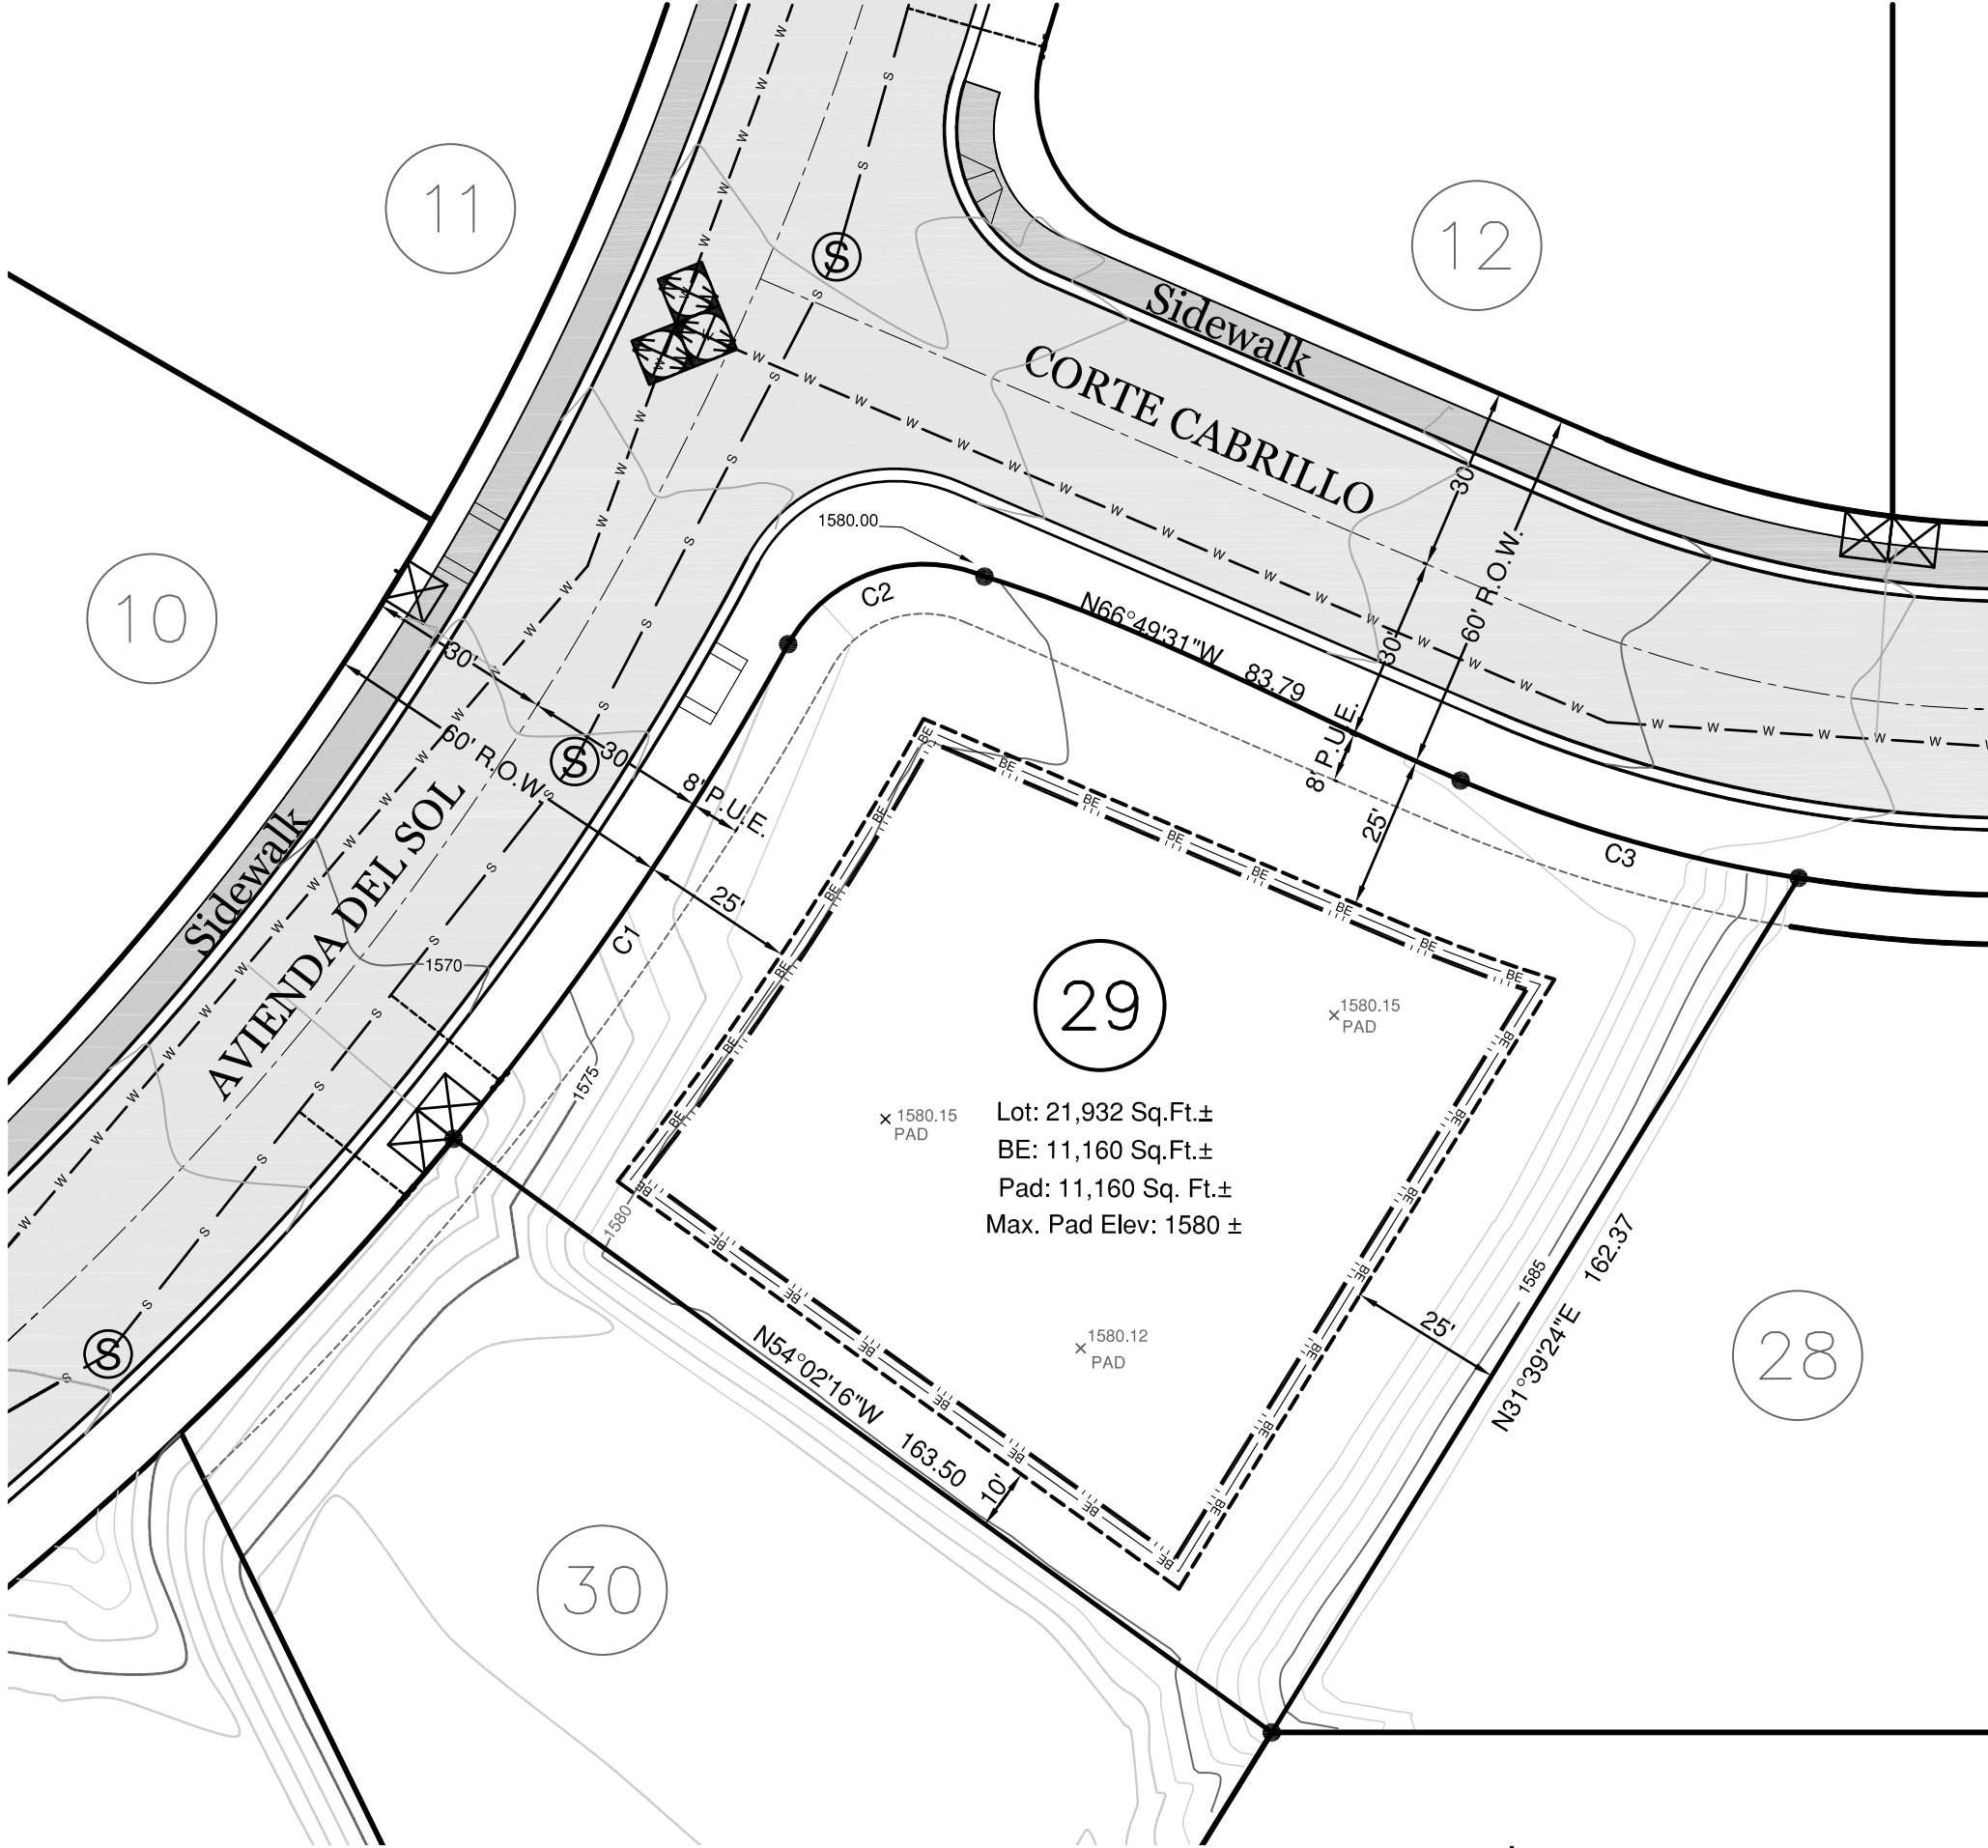 11
12
S
Sidewalk
CORTE CABRILLO
30'
60' R.O.W.
1580.00
10
C2
N66°49'31"W 83.79
30'
30'
60' R.O.W.
S
30'
8' P.U.E.
8' P.U.E.
25'
25'
C3
Sidewalk
AVIENDA DEL SOL
C1
1570
29
1580.15
PAD
1575
1580.15
PAD
Lot: 21,932 Sq.Ft.±
BE: 11,160 Sq.Ft.±
Pad: 11,160 Sq. Ft.±
Max. Pad Elev: 1580 ±
1580
1585
N31°39'24"E 162.37
25'
28
S
1580.12
PAD
N54°02'16"W 163.50
10'
30